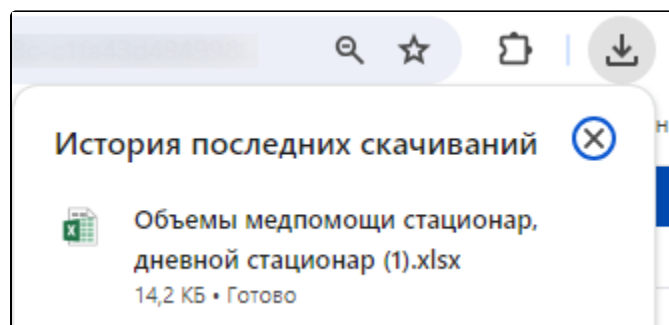 История последних скачиваний
Объемы медпомощи стационар,
дневной стационар (1).xlsx
14,2 КБ • Готово